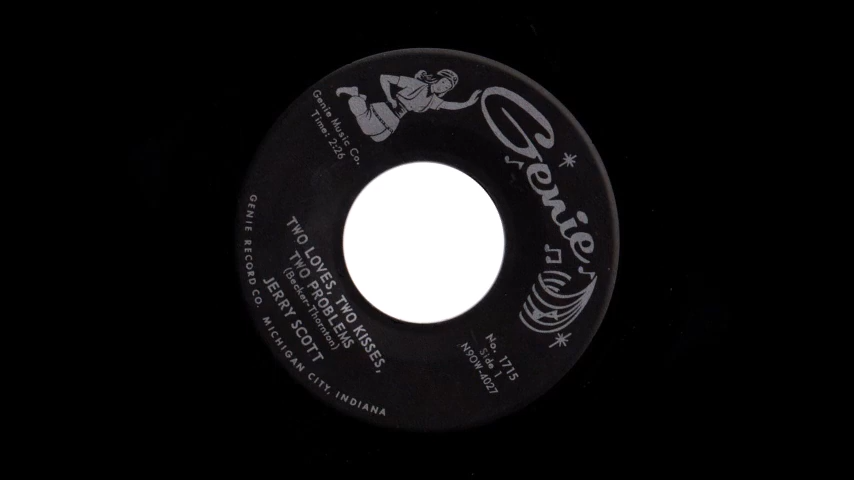 Genie
Genie Music Co.
Time: 2:26
No. 1715
Side 1
N9OW-4027
TWO LOVES, TWO KISSES,
TWO PROBLEMS
(Becker-Thornton)
JERRY SCOTT
GENIE RECORD CO. MICHIGAN CITY, INDIANA